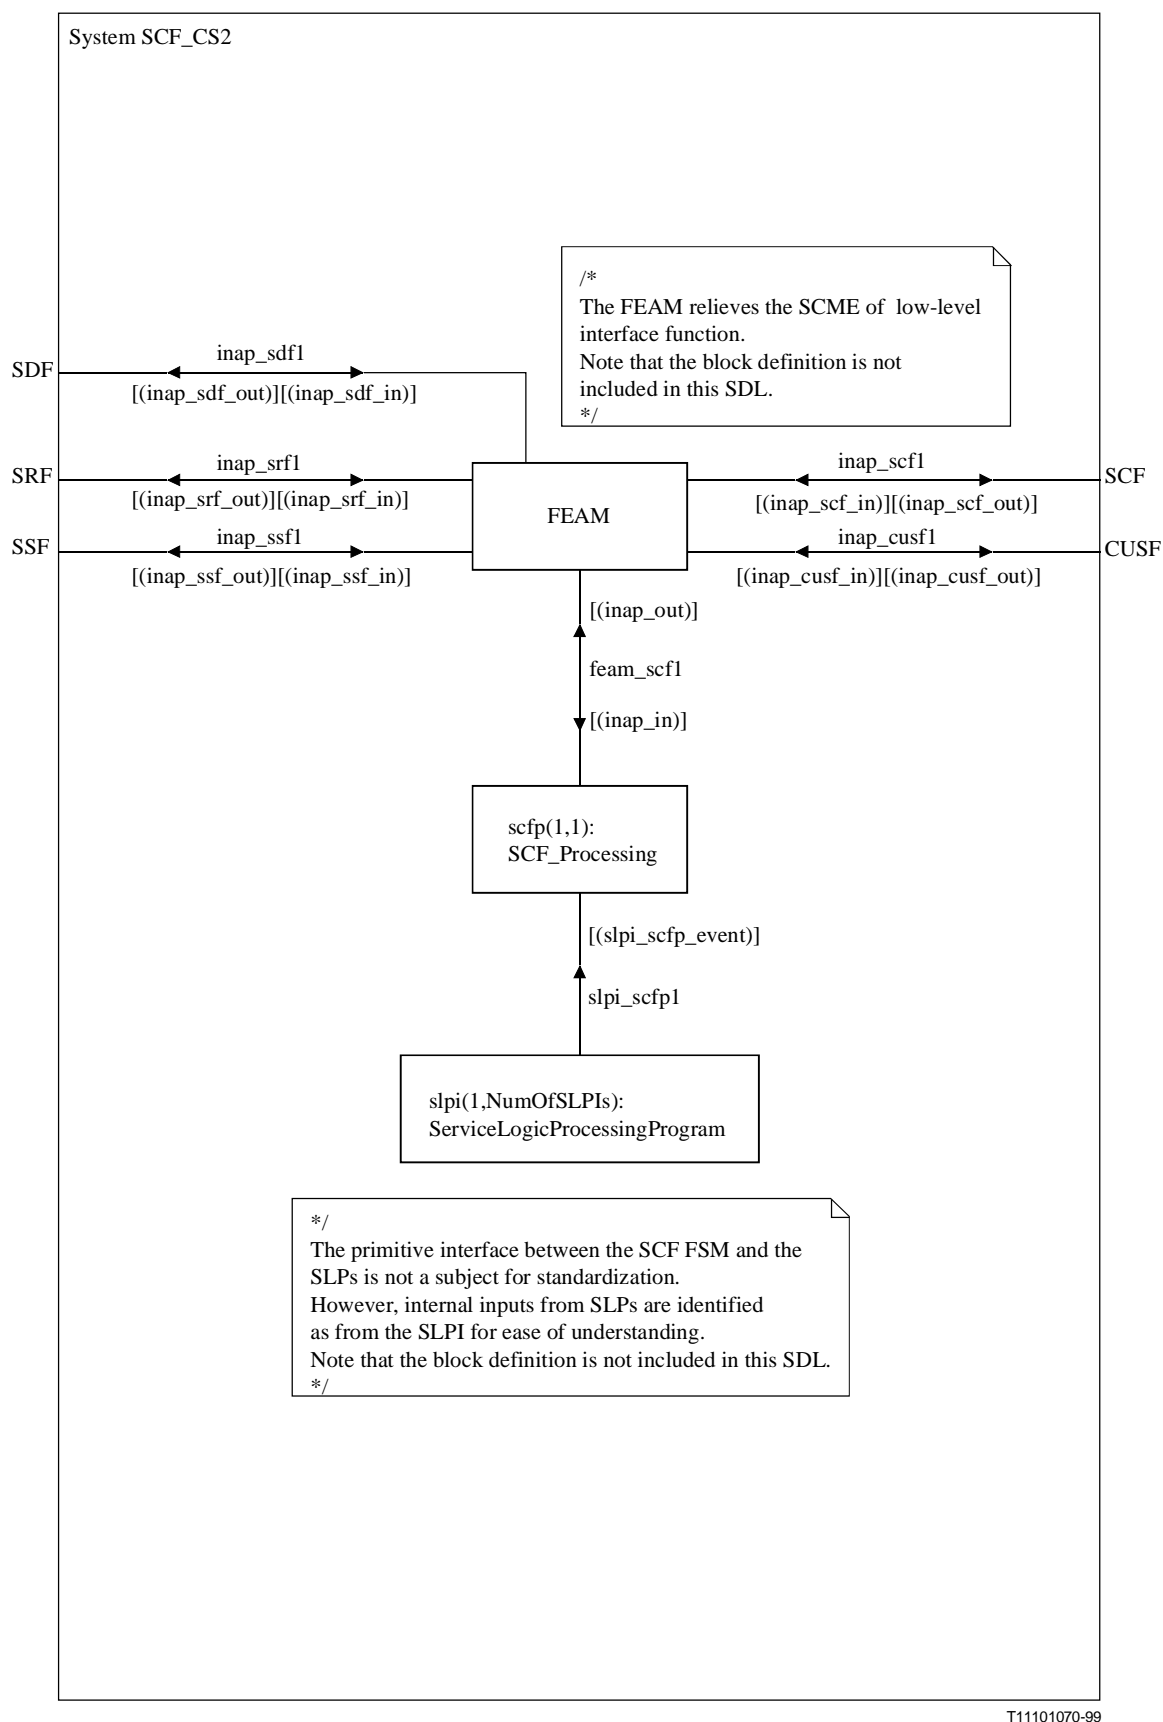 System SCF_CS2
/*
The FEAM relieves the SCME of low-level
interface function.
Note that the block definition is not
included in this SDL.
*/
SDF
inap_sdf1
[(inap_sdf_out)][(inap_sdf_in)]
SRF
inap_srf1
[(inap_srf_out)][(inap_srf_in)]
SSF
inap_ssf1
[(inap_ssf_out)][(inap_ssf_in)]
FEAM
inap_scf1
SCF
[(inap_scf_in)][(inap_scf_out)]
inap_cusf1
CUSF
[(inap_cusf_in)][(inap_cusf_out)]
[(inap_out)]
feam_scf1
[(inap_in)]
scfp(1,1):
SCF_Processing
[(slpi_scfp_event)]
slpi_scfp1
slpi(1,NumOfSLPIs):
ServiceLogicProcessingProgram
*/
The primitive interface between the SCF FSM and the
SLPs is not a subject for standardization.
However, internal inputs from SLPs are identified
as from the SLPI for ease of understanding.
Note that the block definition is not included in this SDL.
*/
T11101070-99